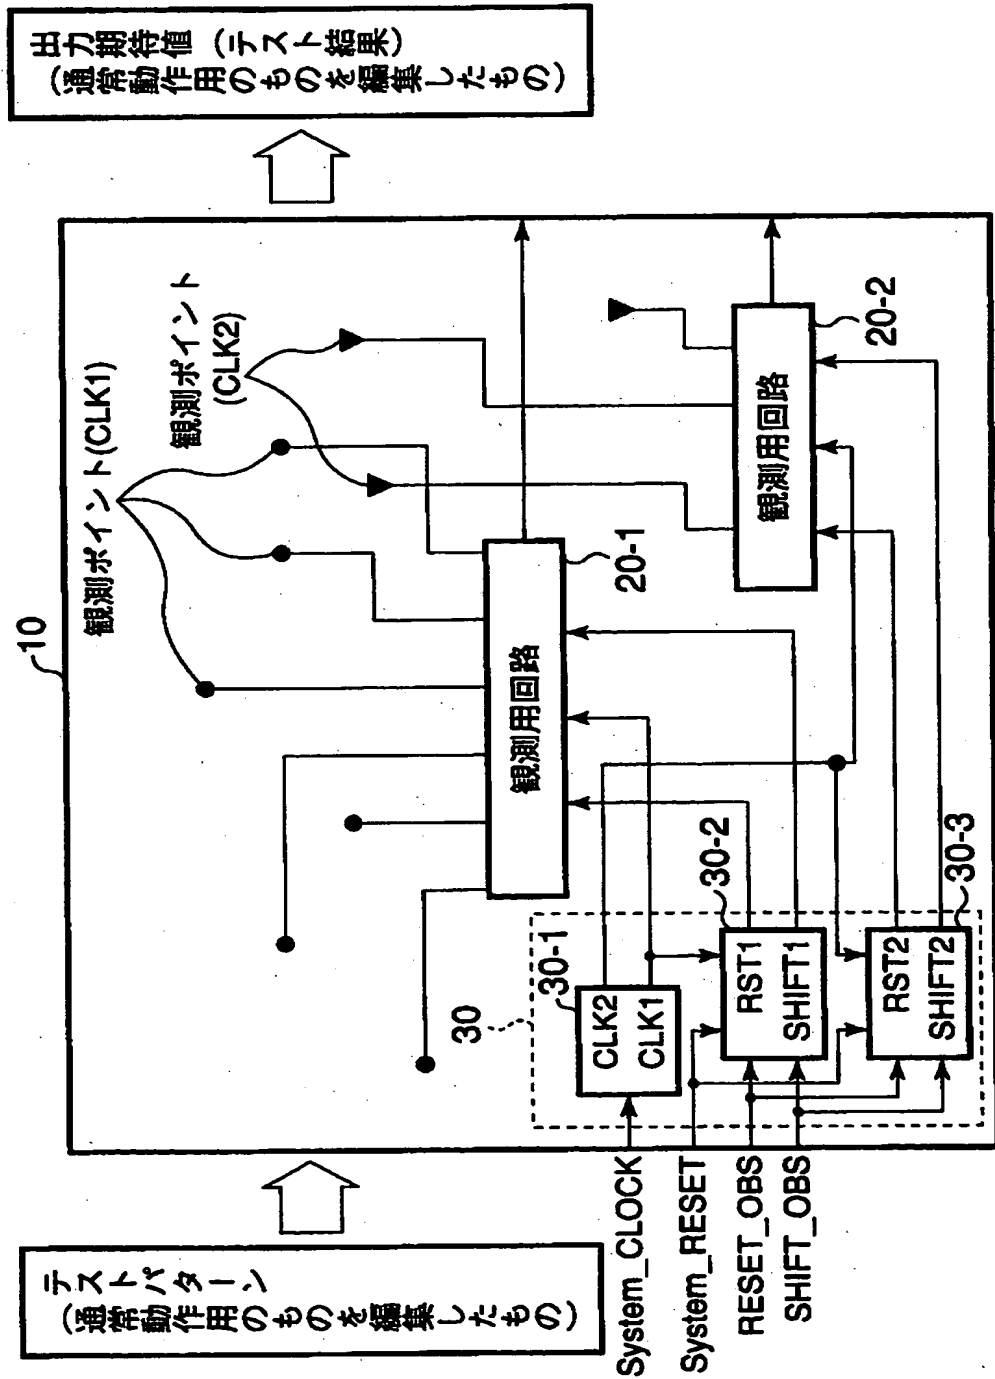 テストパターン
(通常動作用のものを編集したもの)
出力期待値 (テスト結果)
(通常動作用のものを編集したもの)
10
観測ポイント(CLK1)
観測ポイント
(CLK2)
観測用回路
20-1
観測用回路
20-2
30
30-1
CLK2
CLK1
30-2
RST1
SHIFT1
30-3
RST2
SHIFT2
System_CLOCK
System_RESET
RESET_OBS
SHIFT_OBS